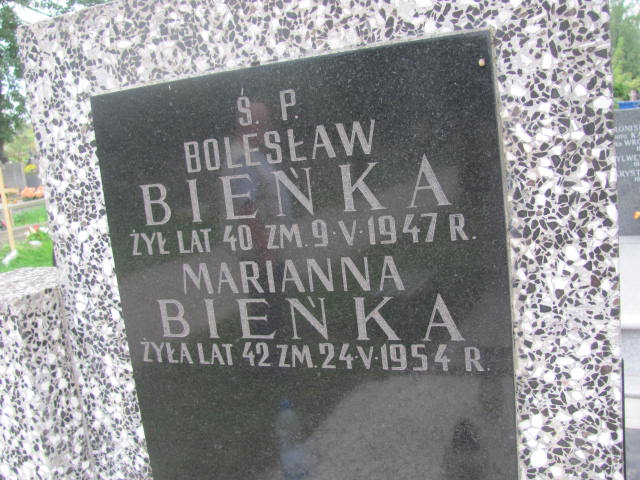 Ś. P.
BOLESŁAW
BIEŃKA
ŻYŁ LAT 40 ZM. 9·V·1947 R.
MARIANNA
BIEŃKA
ŻYŁA LAT 42 ZM. 24·V·1954 R.